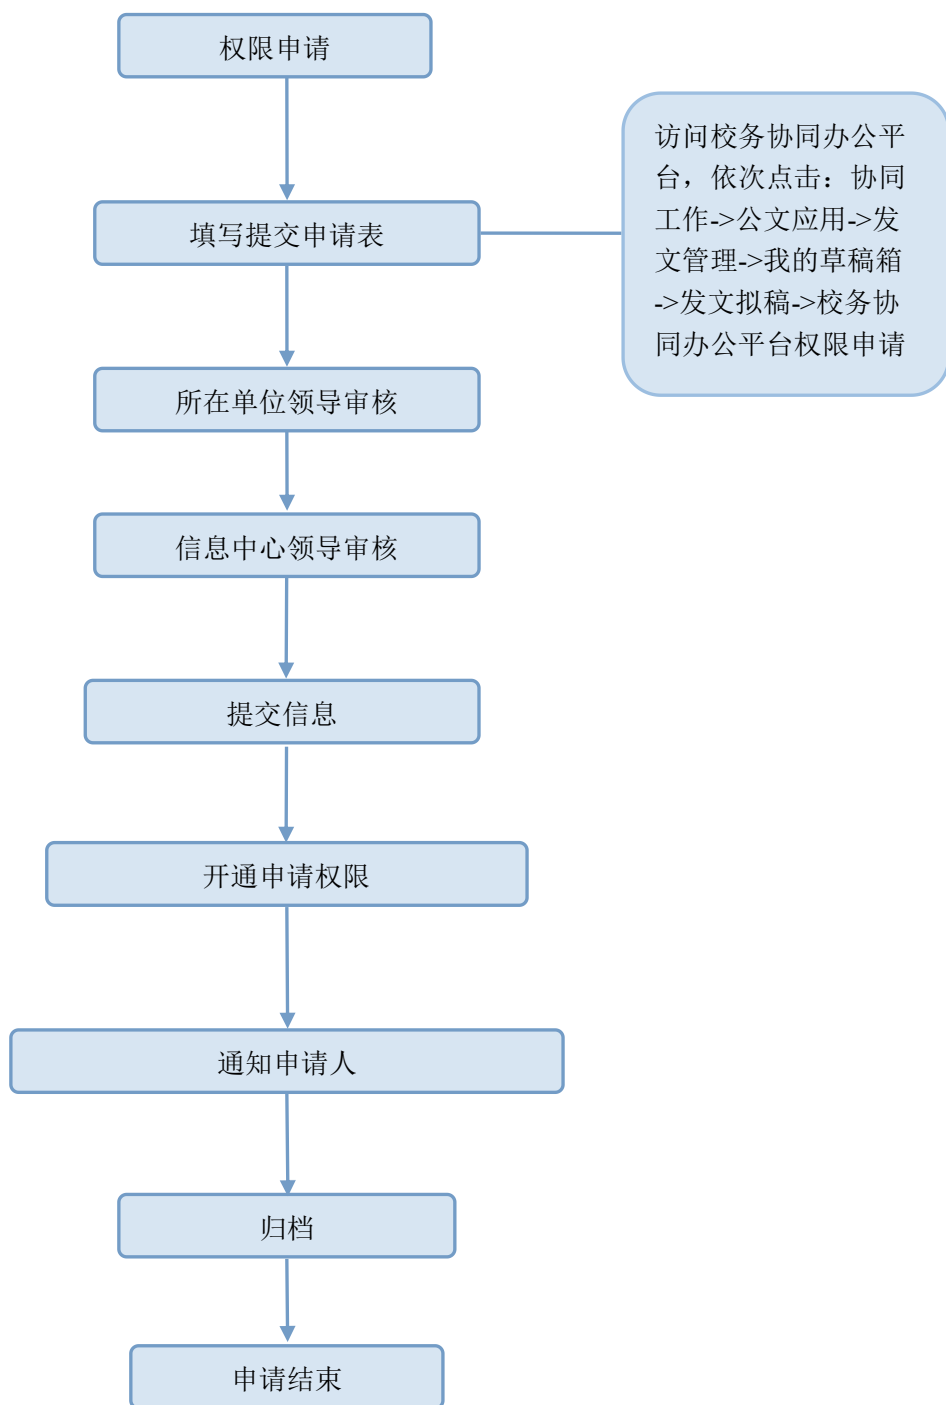 权限申请
填写提交申请表
访问校务协同办公平
台，依次点击：协同
工作->公文应用->发
文管理->我的草稿箱
->发文拟稿->校务协
同办公平台权限申请
所在单位领导审核
信息中心领导审核
提交信息
开通申请权限
通知申请人
归档
申请结束